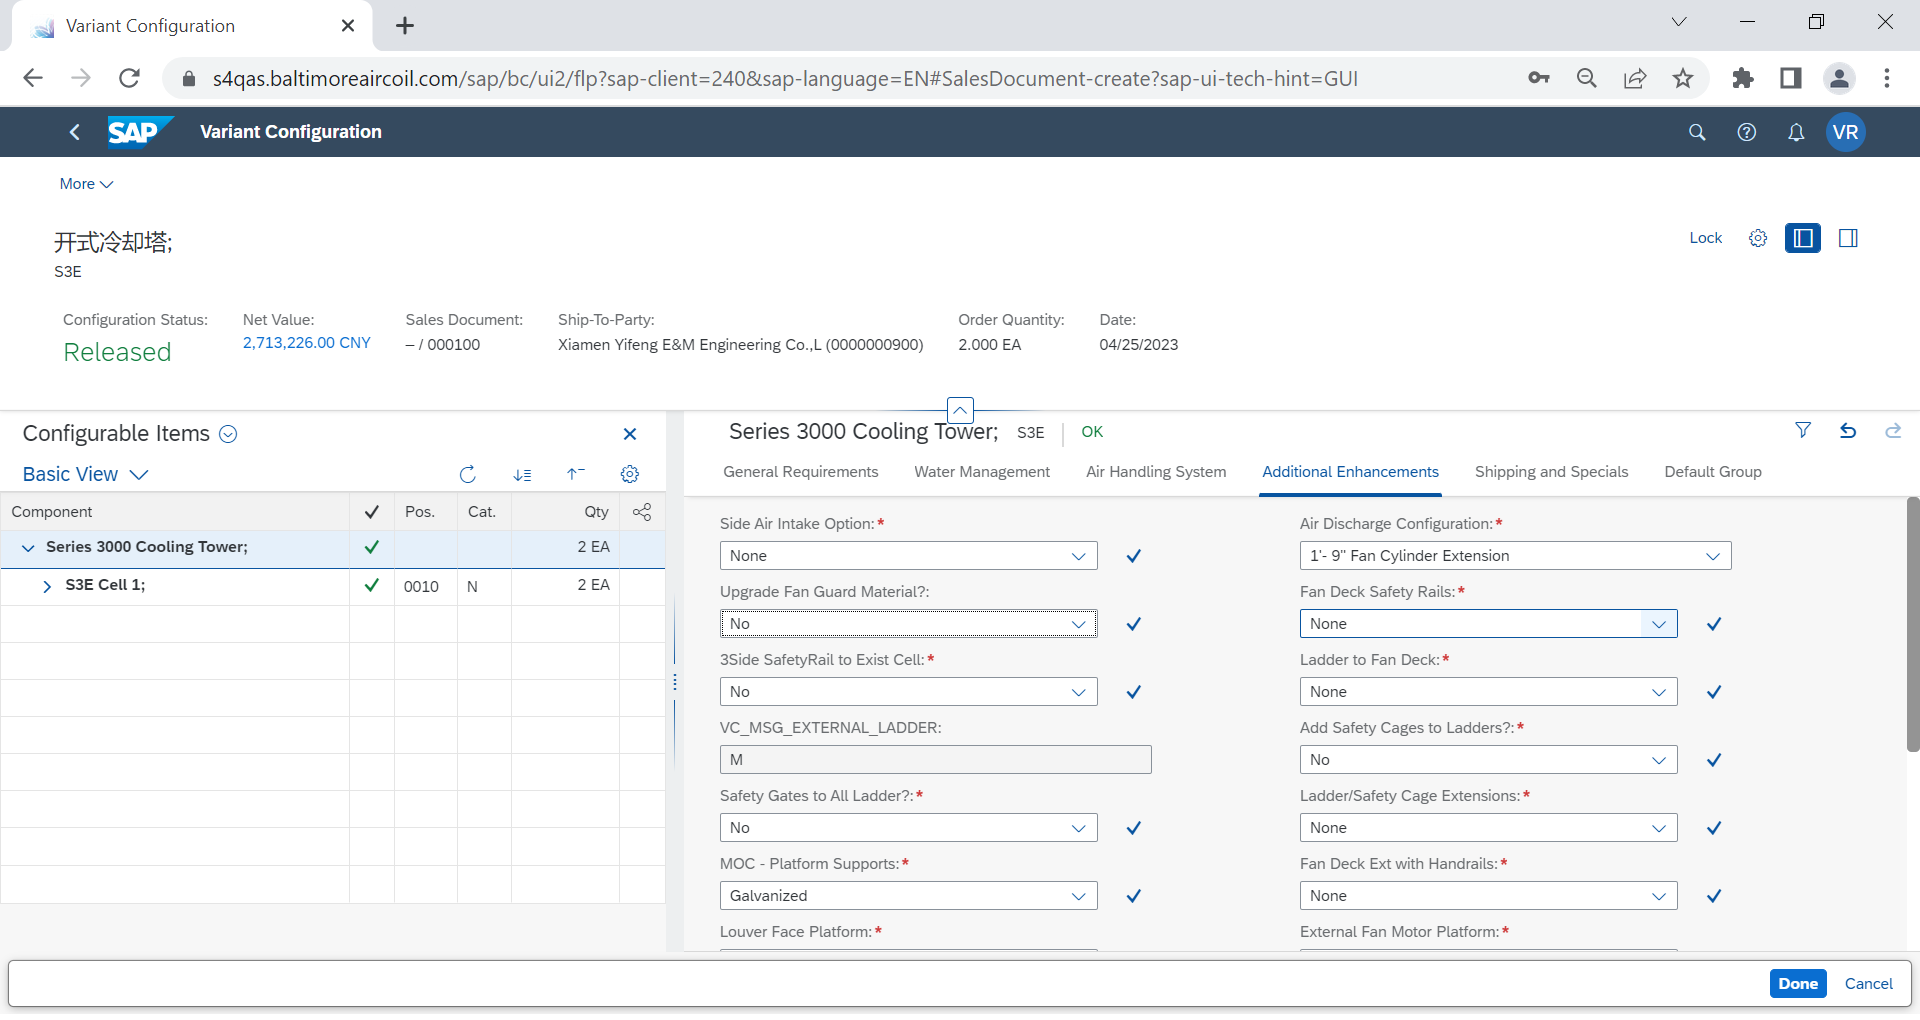 Variant Configuration
s4qas.baltimoreaircoil.com/sap/bc/ui2/flp?sap-client=240&sap-language=EN#SalesDocument-create?sap-ui-tech-hint=GUI
SAP Variant Configuration VR
More
开式冷却塔;
S3E
Lock
Configuration Status: Net Value: Sales Document: Ship-To-Party: Order Quantity: Date:
Released 2,713,226.00 CNY – / 000100 Xiamen Yifeng E&M Engineering Co.,L (0000000900) 2.000 EA 04/25/2023
Configurable Items
Basic View
Component Pos. Cat. Qty
Series 3000 Cooling Tower; 2 EA
S3E Cell 1; 0010 N 2 EA
Series 3000 Cooling Tower; S3E OK
General Requirements Water Management Air Handling System Additional Enhancements Shipping and Specials Default Group
Side Air Intake Option:* Air Discharge Configuration:*
None 1'- 9" Fan Cylinder Extension
Upgrade Fan Guard Material?: Fan Deck Safety Rails:*
No None
3Side SafetyRail to Exist Cell:* Ladder to Fan Deck:*
No None
VC_MSG_EXTERNAL_LADDER: Add Safety Cages to Ladders?:*
M No
Safety Gates to All Ladder?:* Ladder/Safety Cage Extensions:*
No None
MOC - Platform Supports:* Fan Deck Ext with Handrails:*
Galvanized None
Louver Face Platform:* External Fan Motor Platform:*
Done Cancel